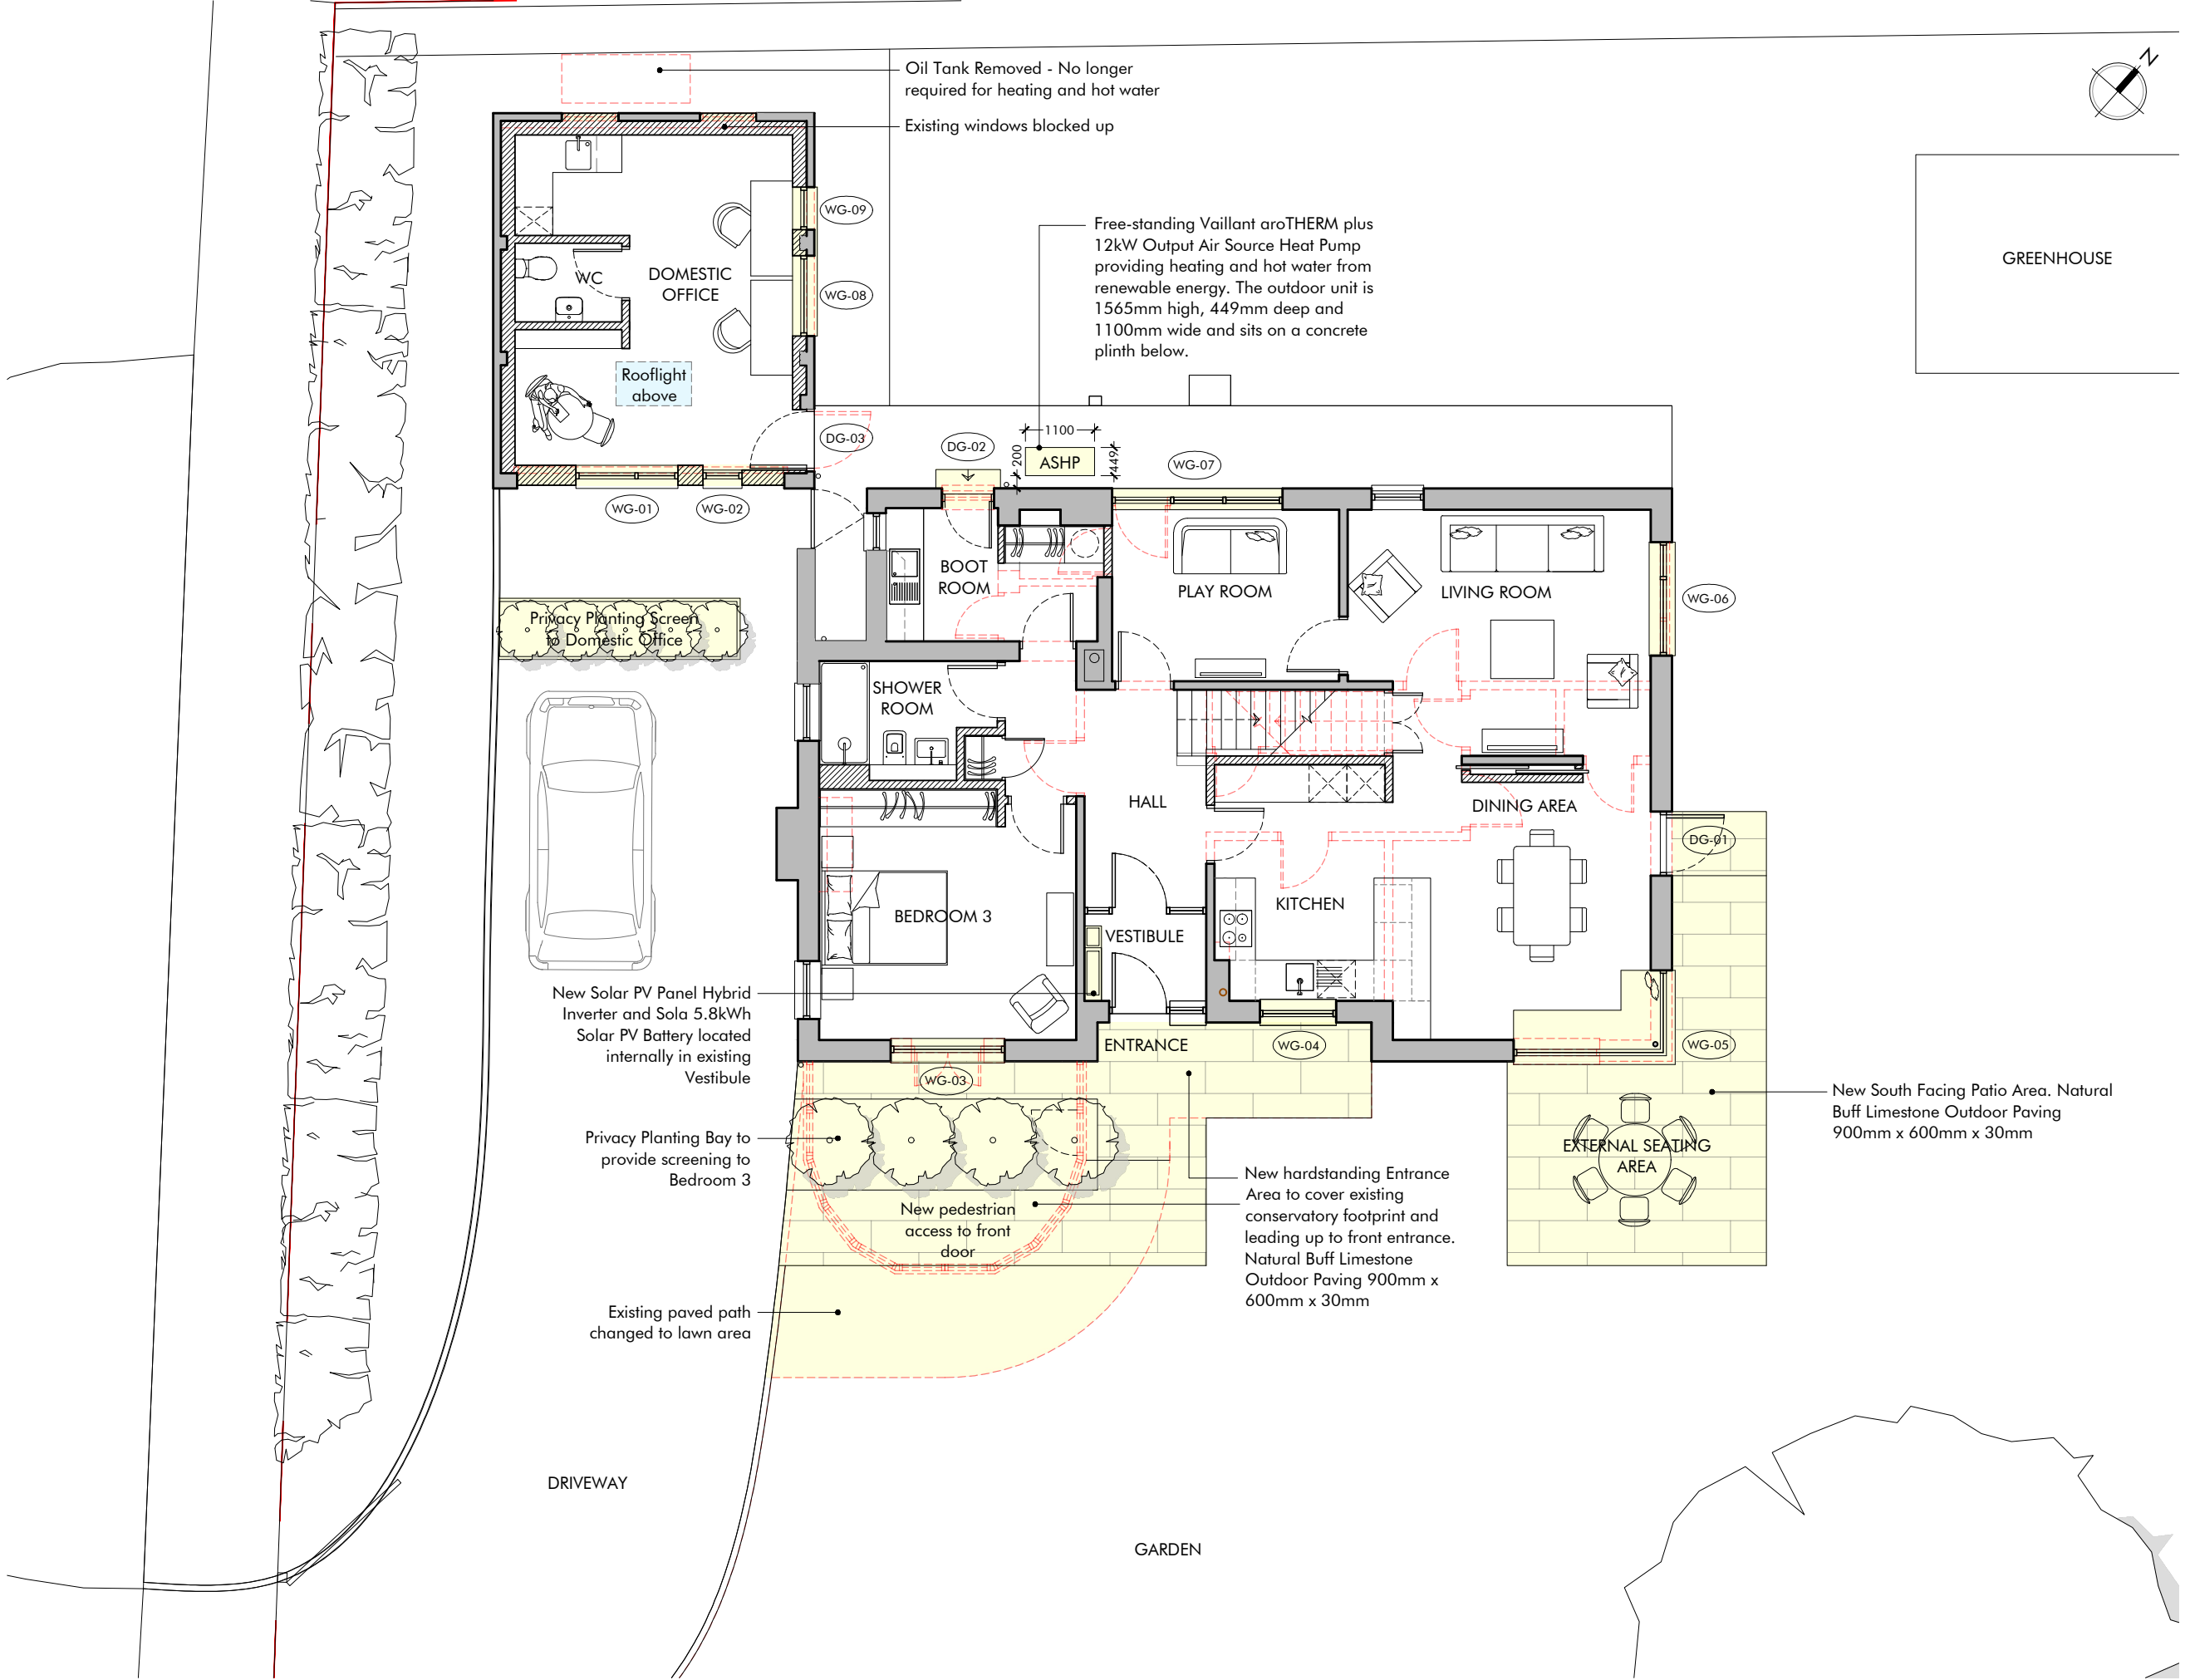 N
Oil Tank Removed - No longer
required for heating and hot water
Existing windows blocked up
WG-09
Free-standing Vaillant aroTHERM plus
12kW Output Air Source Heat Pump
providing heating and hot water from
renewable energy. The outdoor unit is
1565mm high, 449mm deep and
1100mm wide and sits on a concrete
plinth below.
GREENHOUSE
WC
DOMESTIC
OFFICE
WG-08
Rooflight
above
DG-03
DG-02
1100
200
ASHP
449
WG-07
WG-01
WG-02
BOOT
ROOM
PLAY ROOM
LIVING ROOM
WG-06
Privacy Planting Screen
to Domestic Office
SHOWER
ROOM
HALL
DINING AREA
DG-01
BEDROOM 3
KITCHEN
VESTIBULE
New Solar PV Panel Hybrid
Inverter and Sola 5.8kWh
Solar PV Battery located
internally in existing
Vestibule
ENTRANCE
WG-04
WG-05
WG-03
New South Facing Patio Area. Natural
Buff Limestone Outdoor Paving
900mm x 600mm x 30mm
Privacy Planting Bay to
provide screening to
Bedroom 3
EXTERNAL SEATING
AREA
New hardstanding Entrance
Area to cover existing
conservatory footprint and
leading up to front entrance.
Natural Buff Limestone
Outdoor Paving 900mm x
600mm x 30mm
New pedestrian
access to front
door
Existing paved path
changed to lawn area
DRIVEWAY
GARDEN